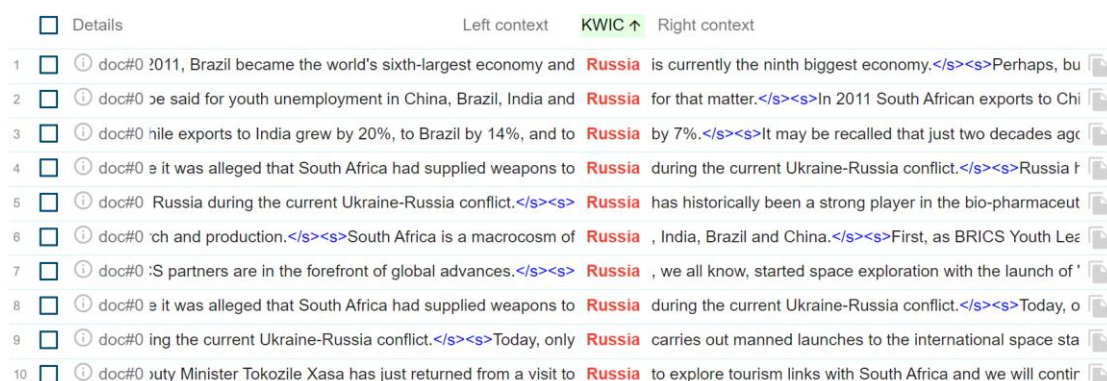 Details Left context KWIC ↑ Right context
1 doc#0 2011, Brazil became the world's sixth-largest economy and Russia is currently the ninth biggest economy.</s><s>Perhaps, bu
2 doc#0 be said for youth unemployment in China, Brazil, India and Russia for that matter.</s><s>In 2011 South African exports to Chi
3 doc#0 hile exports to India grew by 20%, to Brazil by 14%, and to Russia by 7%.</s><s>It may be recalled that just two decades ago
4 doc#0 e it was alleged that South Africa had supplied weapons to Russia during the current Ukraine-Russia conflict.</s><s>Russia h
5 doc#0 Russia during the current Ukraine-Russia conflict.</s><s> Russia has historically been a strong player in the bio-pharmaceut
6 doc#0 rch and production.</s><s>South Africa is a macrocosm of Russia , India, Brazil and China.</s><s>First, as BRICS Youth Lea
7 doc#0 CS partners are in the forefront of global advances.</s><s> Russia , we all know, started space exploration with the launch of '
8 doc#0 e it was alleged that South Africa had supplied weapons to Russia during the current Ukraine-Russia conflict.</s><s>Today, o
9 doc#0 ing the current Ukraine-Russia conflict.</s><s>Today, only Russia carries out manned launches to the international space sta
10 doc#0 puty Minister Tokozile Xasa has just returned from a visit to Russia to explore tourism links with South Africa and we will contin